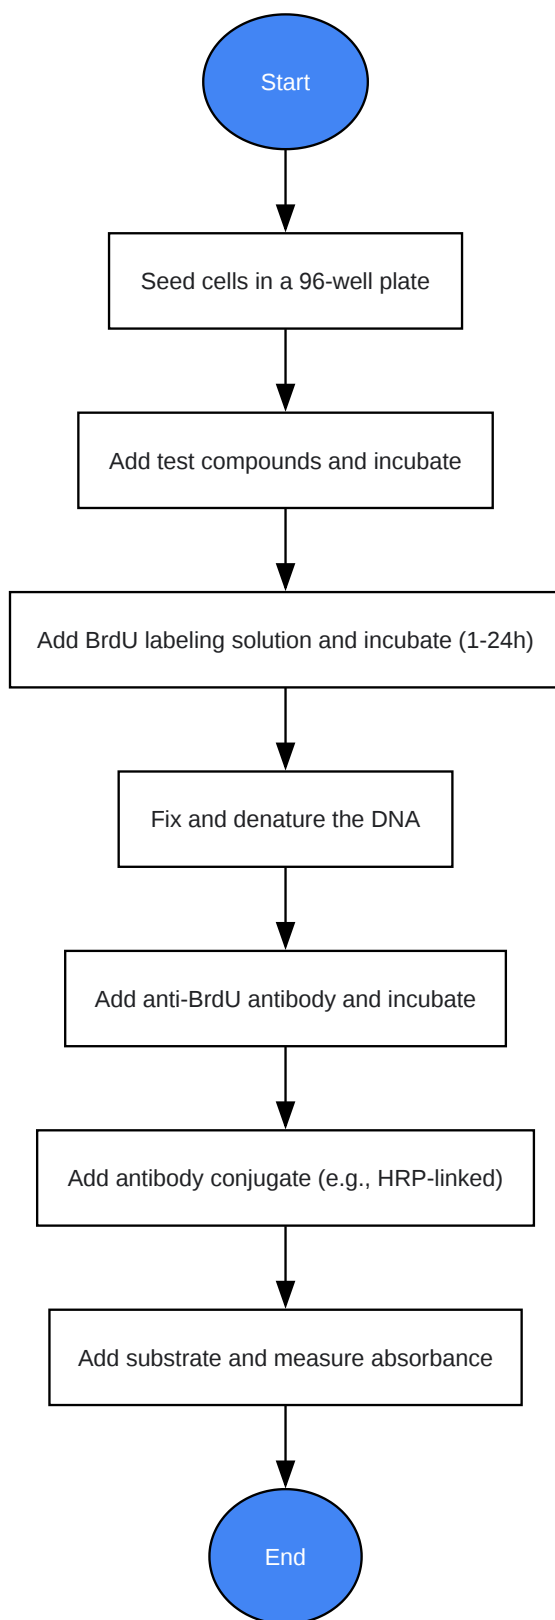 Start
Seed cells in a 96-well plate
Add test compounds and incubate
Add BrdU labeling solution and incubate (1-24h)
Fix and denature the DNA
Add anti-BrdU antibody and incubate
Add antibody conjugate (e.g., HRP-linked)
Add substrate and measure absorbance
End